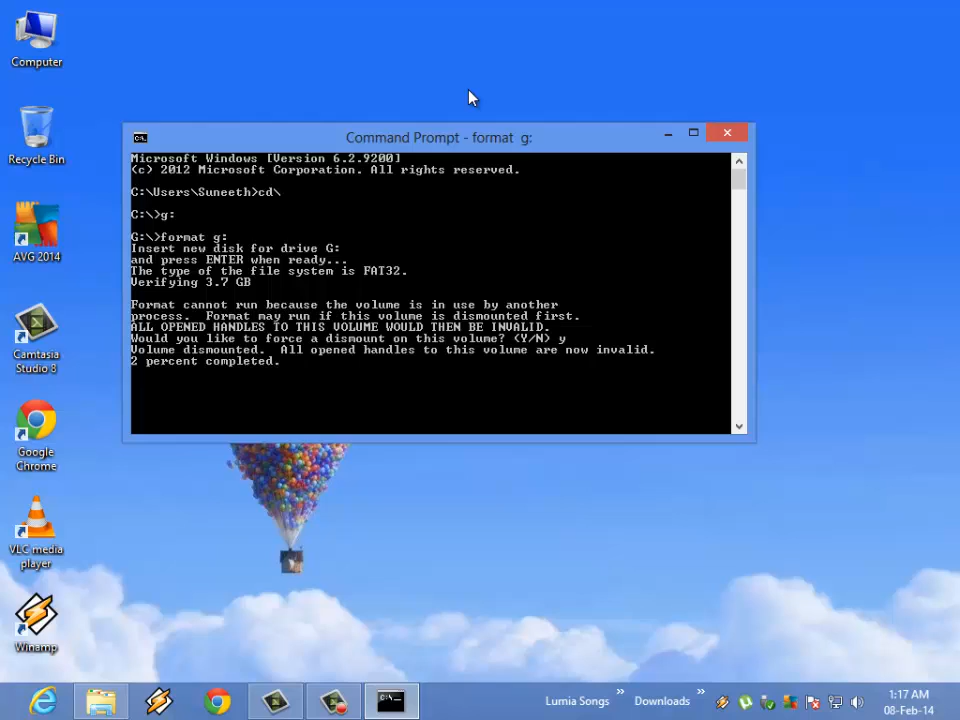 Computer
Recycle Bin
AVG 2014
Camtasia
Studio 8
Google
Chrome
VLC media
player
Winamp
C:\.
Command Prompt - format g:
Microsoft Windows [Version 6.2.9200]
(c) 2012 Microsoft Corporation. All rights reserved.
C:\Users\Suneeth>cd\
C:\>g:
G:\>format g:
Insert new disk for drive G:
and press ENTER when ready...
The type of the file system is FAT32.
Verifying 3.7 GB
Format cannot run because the volume is in use by another
process.  Format may run if this volume is dismounted first.
ALL OPENED HANDLES TO THIS VOLUME WOULD THEN BE INVALID.
Would you like to force a dismount on this volume? (Y/N) y
Volume dismounted.  All opened handles to this volume are now invalid.
2 percent completed.
Lumia Songs
Downloads
1:17 AM
08-Feb-14